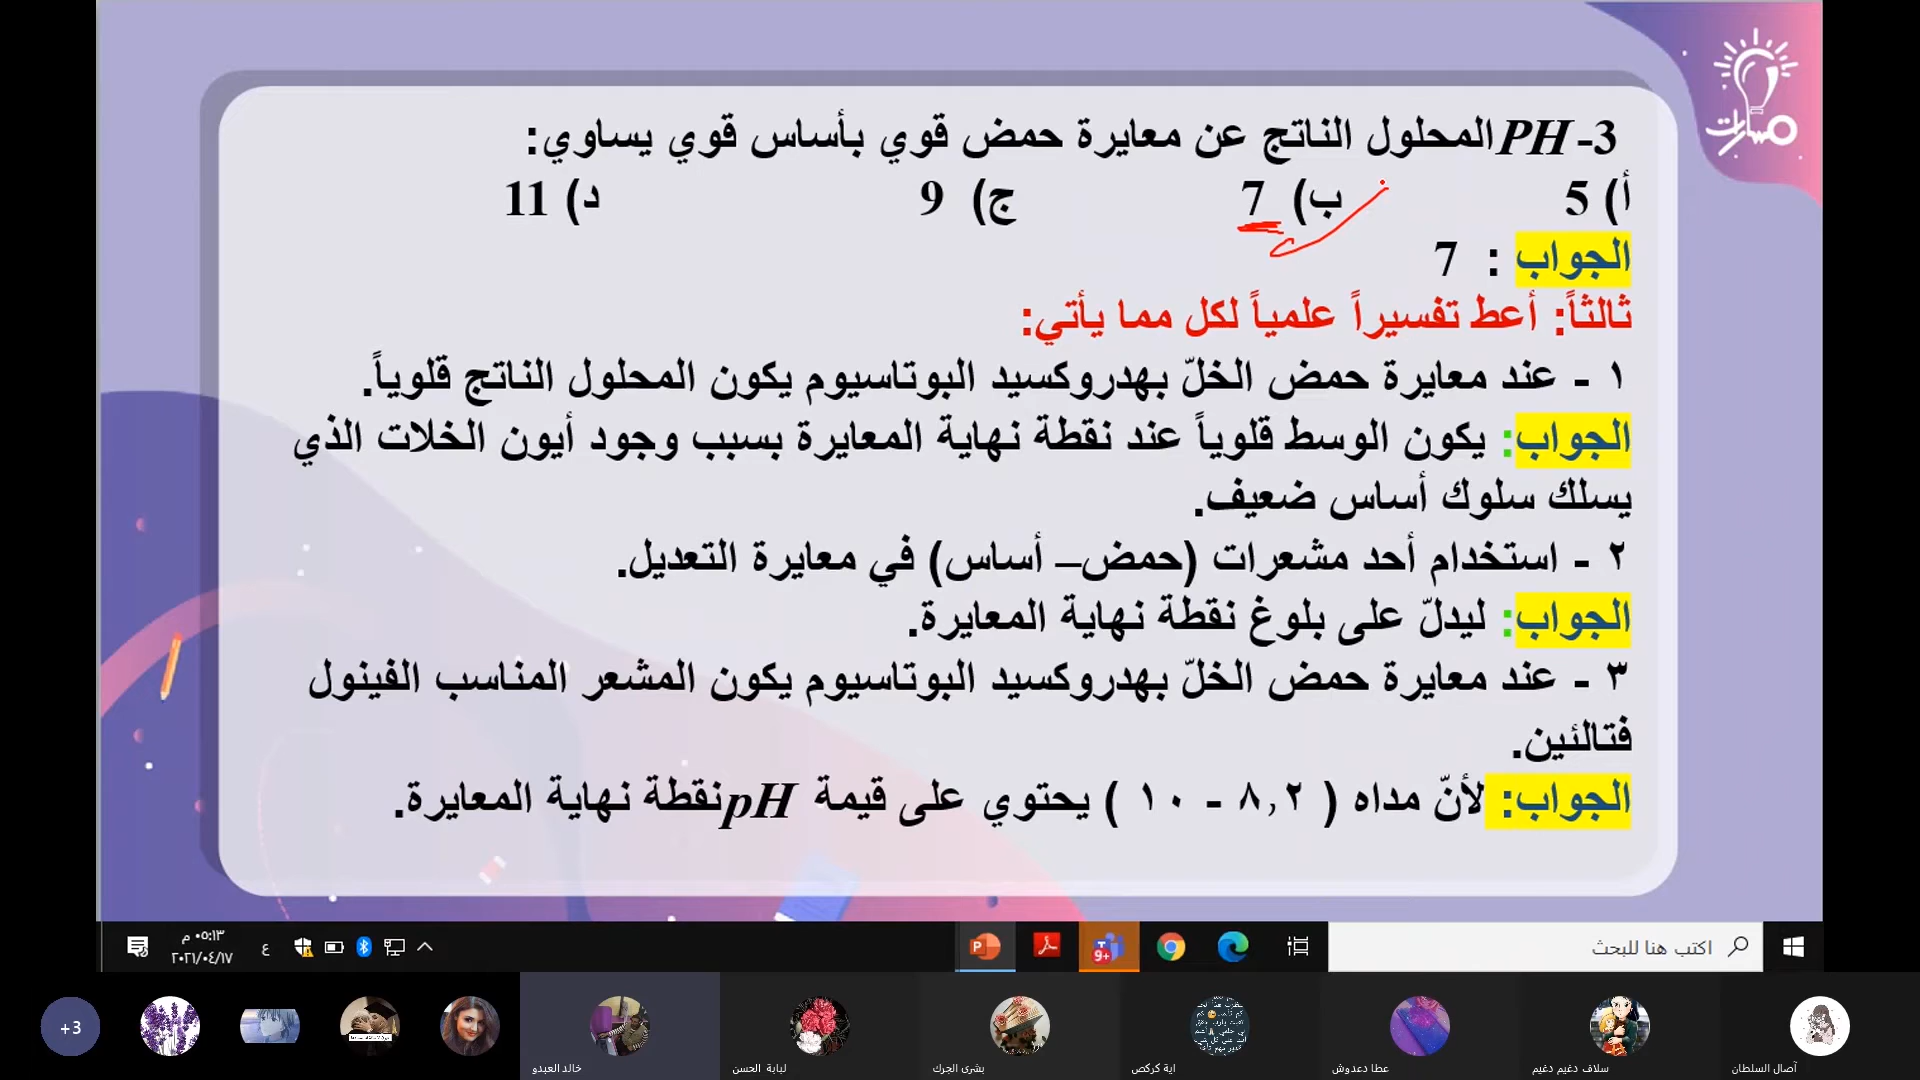 مسارات
3- PH المحلول الناتج عن معايرة حمض قوي بأساس قوي يساوي:
أ) 5 ب) 7 ج) 9 د) 11
الجواب : 7
ثالثاً: أعط تفسيراً علمياً لكل مما يأتي:
١ - عند معايرة حمض الخلّ بهدروكسيد البوتاسيوم يكون المحلول الناتج قلوياً.
الجواب: يكون الوسط قلوياً عند نقطة نهاية المعايرة بسبب وجود أيون الخلات الذي
يسلك سلوك أساس ضعيف.
٢ - استخدام أحد مشعرات (حمض– أساس) في معايرة التعديل.
الجواب: ليدلّ على بلوغ نقطة نهاية المعايرة.
٣ - عند معايرة حمض الخلّ بهدروكسيد البوتاسيوم يكون المشعر المناسب الفينول
فتالئين.
الجواب: لأنّ مداه ( ٨,٢ - ١٠ ) يحتوي على قيمة pH نقطة نهاية المعايرة.
اكتب هنا للبحث
9+
ع
٠٥:١٣ م
٢٠٢١/٠٤/١٧
+3
خالد العبدو
لبابة الحسن
بشرى الجرك
اية كركص
عطا دعدوش
سلاف دغيم دغيم
آصال السلطان